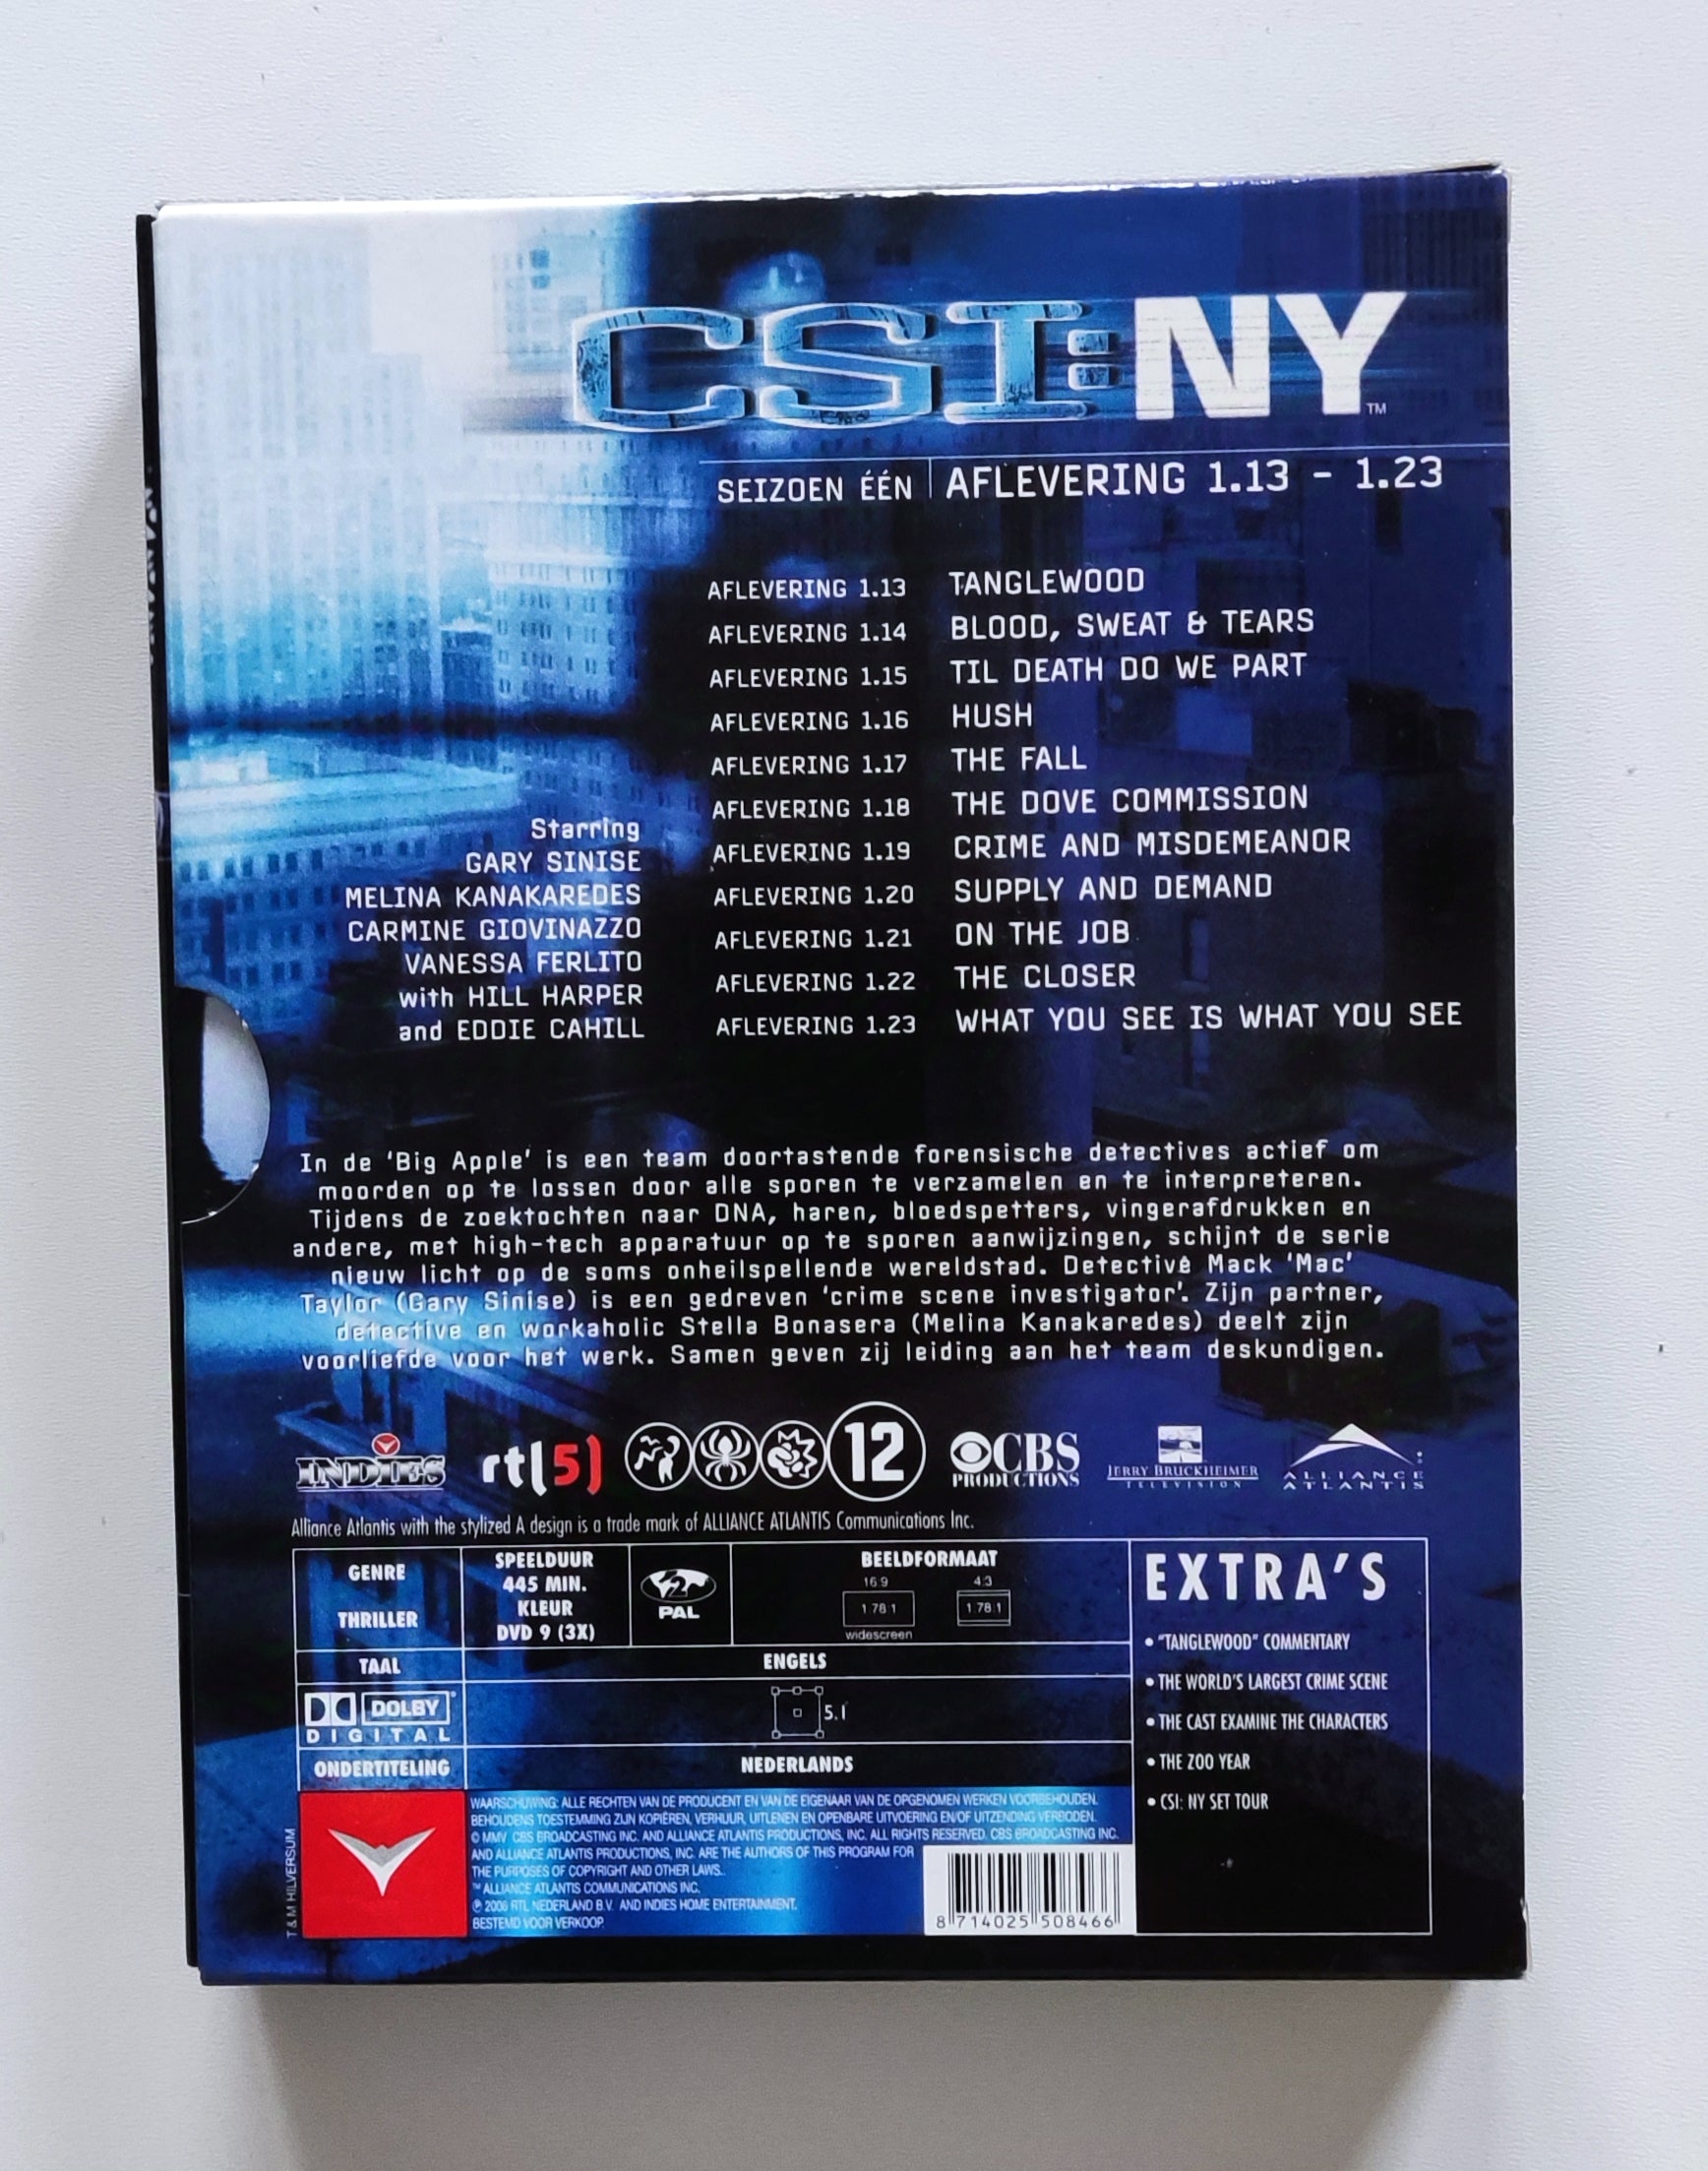 CSI: NY™
SEIZOEN ÉÉN | AFLEVERING 1.13 - 1.23
AFLEVERING 1.13 TANGLEWOOD
AFLEVERING 1.14 BLOOD, SWEAT & TEARS
AFLEVERING 1.15 TIL DEATH DO WE PART
AFLEVERING 1.16 HUSH
AFLEVERING 1.17 THE FALL
AFLEVERING 1.18 THE DOVE COMMISSION
AFLEVERING 1.19 CRIME AND MISDEMEANOR
AFLEVERING 1.20 SUPPLY AND DEMAND
AFLEVERING 1.21 ON THE JOB
AFLEVERING 1.22 THE CLOSER
AFLEVERING 1.23 WHAT YOU SEE IS WHAT YOU SEE
Starring
GARY SINISE
MELINA KANAKAREDES
CARMINE GIOVINAZZO
VANESSA FERLITO
with HILL HARPER
and EDDIE CAHILL
In de 'Big Apple' is een team doortastende forensische detectives actief om
moorden op te lossen door alle sporen te verzamelen en te interpreteren.
Tijdens de zoektochten naar DNA, haren, bloedspetters, vingerafdrukken en
andere, met high-tech apparatuur op te sporen aanwijzingen, schijnt de serie
nieuw licht op de soms onheilspellende wereldstad. Detective Mack 'Mac'
Taylor (Gary Sinise) is een gedreven 'crime scene investigator'. Zijn partner,
detective en workaholic Stella Bonasera (Melina Kanakaredes) deelt zijn
voorliefde voor het werk. Samen geven zij leiding aan het team deskundigen.
INDIES
rtl 5)
12
CBS
PRODUCTIONS
JERRY BRUCKHEIMER
TELEVISION
ALLIANCE
ATLANTIS
Alliance Atlantis with the stylized A design is a trade mark of ALLIANCE ATLANTIS Communications Inc.
GENRE
THRILLER
SPEELDUUR
445 MIN.
KLEUR
DVD 9 (3X)
2
PAL
BEELDFORMAAT
16:9 4:3
1.78:1 1.78:1
widescreen
TAAL ENGELS
DOLBY
DIGITAL
5.1
ONDERTITELING NEDERLANDS
EXTRA'S
• "TANGLEWOOD" COMMENTARY
• THE WORLD'S LARGEST CRIME SCENE
• THE CAST EXAMINE THE CHARACTERS
• THE ZOO YEAR
• CSI: NY SET TOUR
T & M HILVERSUM
WAARSCHUWING: ALLE RECHTEN VAN DE PRODUCENT EN VAN DE EIGENAAR VAN DE OPGENOMEN WERKEN VOORBEHOUDEN.
BEHOUDENS TOESTEMMING ZIJN KOPIËREN, VERHUUR, UITLENEN EN OPENBARE UITVOERING EN/OF UITZENDING VERBODEN.
© MMV CBS BROADCASTING INC. AND ALLIANCE ATLANTIS PRODUCTIONS, INC. ALL RIGHTS RESERVED. CBS BROADCASTING INC.
AND ALLIANCE ATLANTIS PRODUCTIONS, INC. ARE THE AUTHORS OF THIS PROGRAM FOR
THE PURPOSES OF COPYRIGHT AND OTHER LAWS.
™ ALLIANCE ATLANTIS COMMUNICATIONS INC.
℗ 2006 RTL NEDERLAND B.V. AND INDIES HOME ENTERTAINMENT.
BESTEMD VOOR VERKOOP.
8 714025 508466